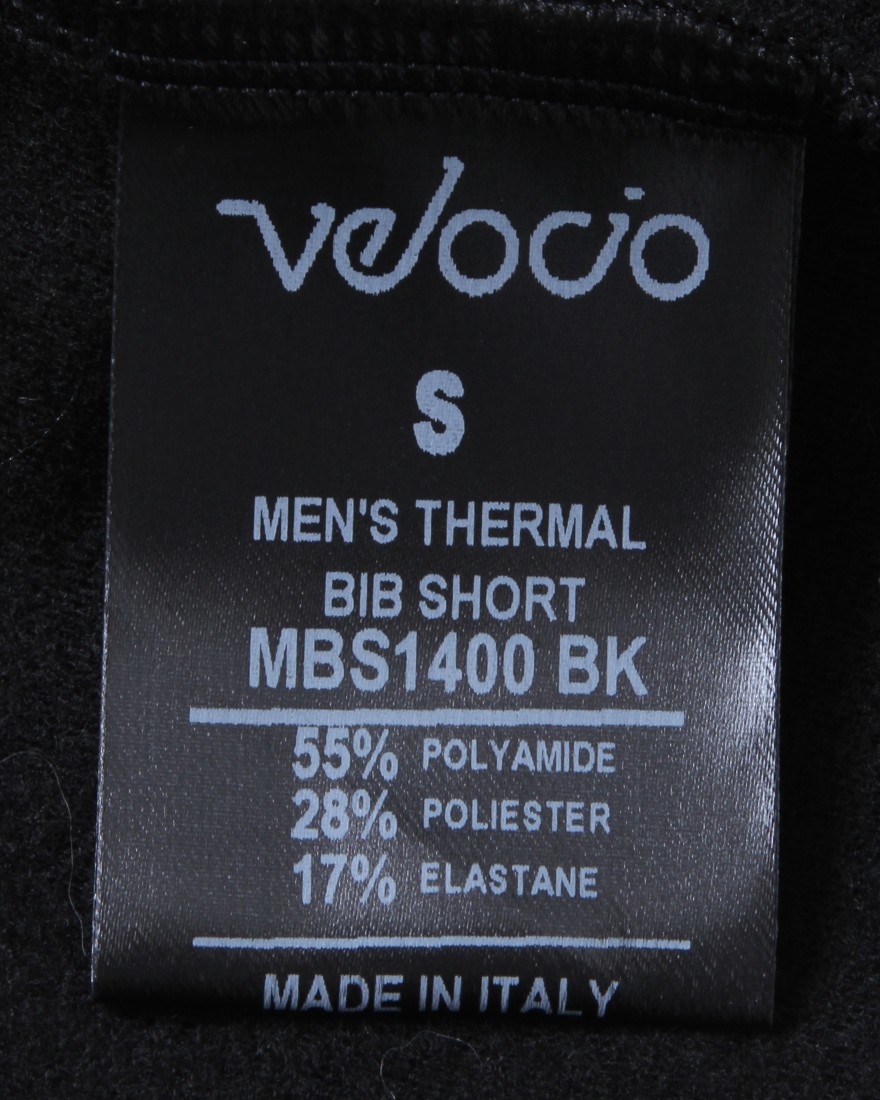 velocio
S
MEN'S THERMAL
BIB SHORT
MBS1400 BK
55% POLYAMIDE
28% POLIESTER
17% ELASTANE
MADE IN ITALY